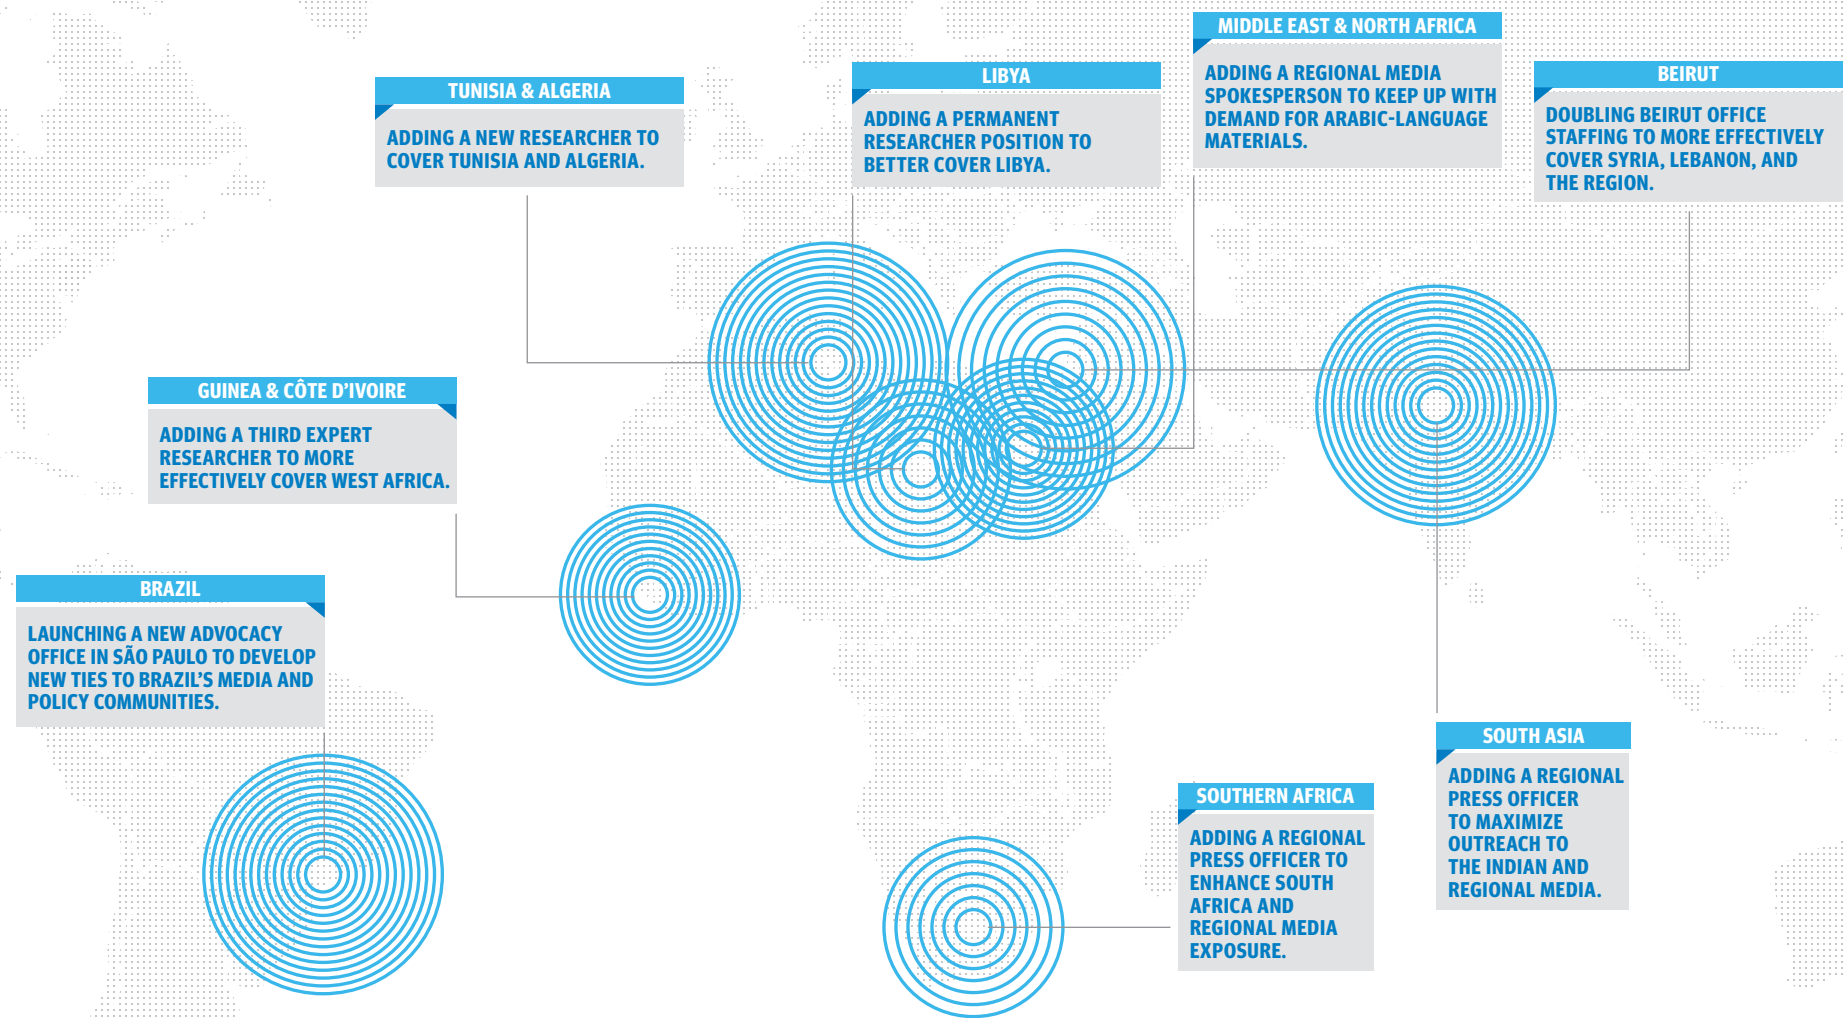 MIDDLE EAST & NORTH AFRICA
ADDING A REGIONAL MEDIA
SPOKESPERSON TO KEEP UP WITH
DEMAND FOR ARABIC-LANGUAGE
MATERIALS.
TUNISIA & ALGERIA
ADDING A NEW RESEARCHER TO
COVER TUNISIA AND ALGERIA.
LIBYA
ADDING A PERMANENT
RESEARCHER POSITION TO
BETTER COVER LIBYA.
BEIRUT
DOUBLING BEIRUT OFFICE
STAFFING TO MORE EFFECTIVELY
COVER SYRIA, LEBANON, AND
THE REGION.
GUINEA & CÔTE D'IVOIRE
ADDING A THIRD EXPERT
RESEARCHER TO MORE
EFFECTIVELY COVER WEST AFRICA.
BRAZIL
LAUNCHING A NEW ADVOCACY
OFFICE IN SÃO PAULO TO DEVELOP
NEW TIES TO BRAZIL'S MEDIA AND
POLICY COMMUNITIES.
SOUTHERN AFRICA
ADDING A REGIONAL
PRESS OFFICER TO
ENHANCE SOUTH
AFRICA AND
REGIONAL MEDIA
EXPOSURE.
SOUTH ASIA
ADDING A REGIONAL
PRESS OFFICER
TO MAXIMIZE
OUTREACH TO
THE INDIAN AND
REGIONAL MEDIA.